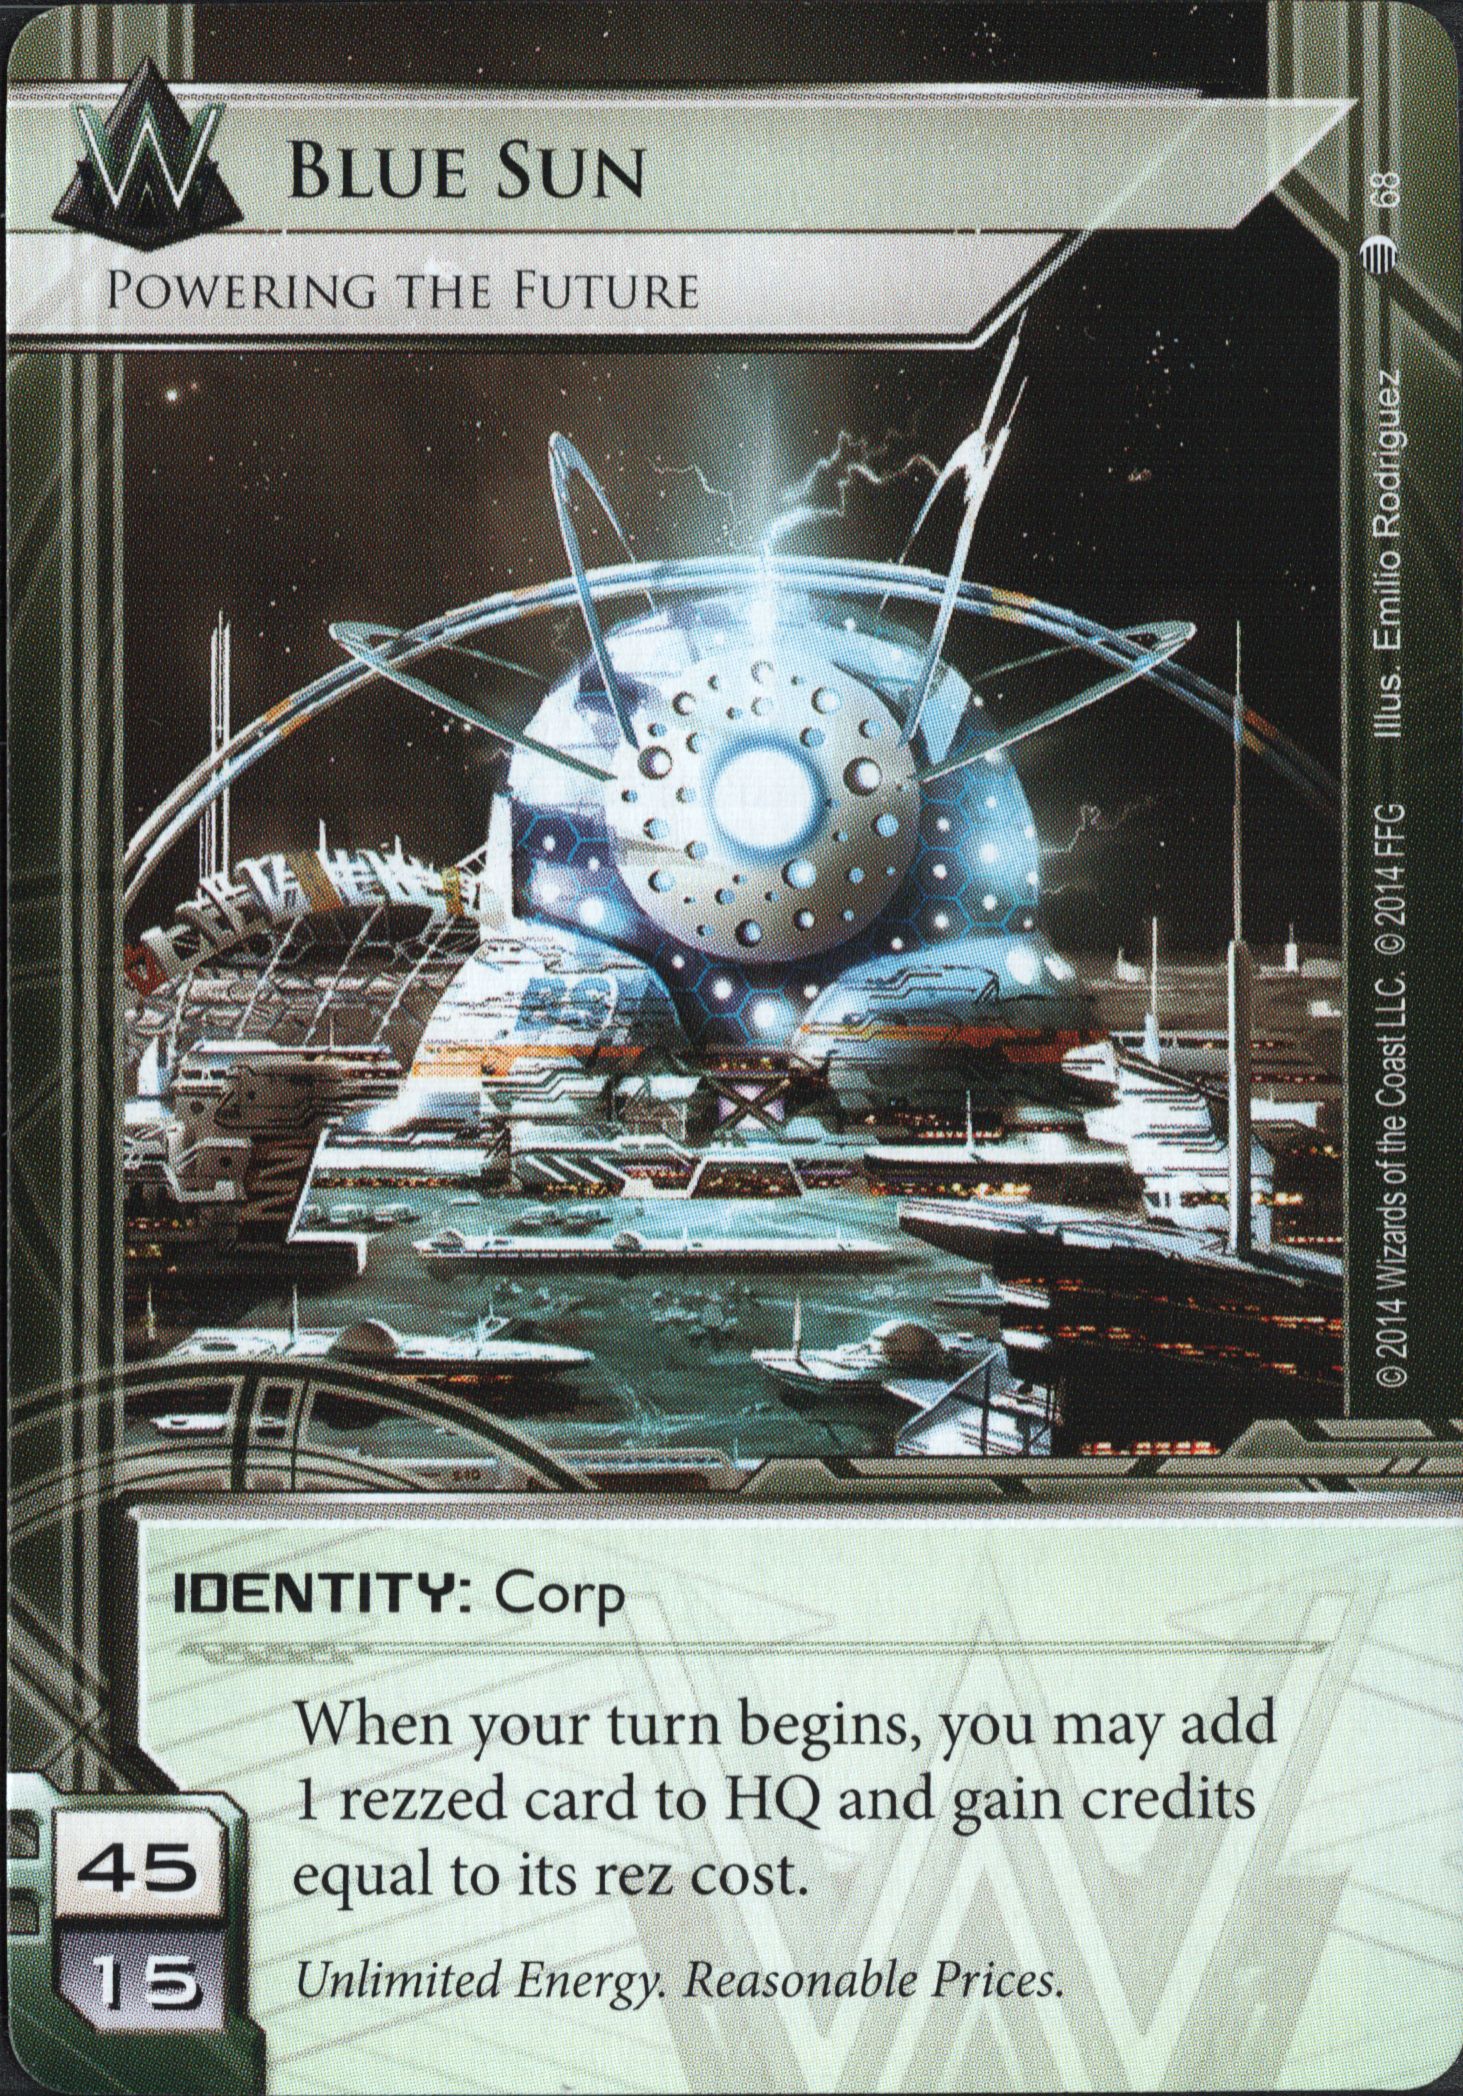 W
BLUE SUN
POWERING THE FUTURE
68
Illus. Emilio Rodriguez
© 2014 Wizards of the Coast LLC. © 2014 FFG
IDENTITY: Corp
When your turn begins, you may add
1 rezzed card to HQ and gain credits
equal to its rez cost.
Unlimited Energy. Reasonable Prices.
45
15